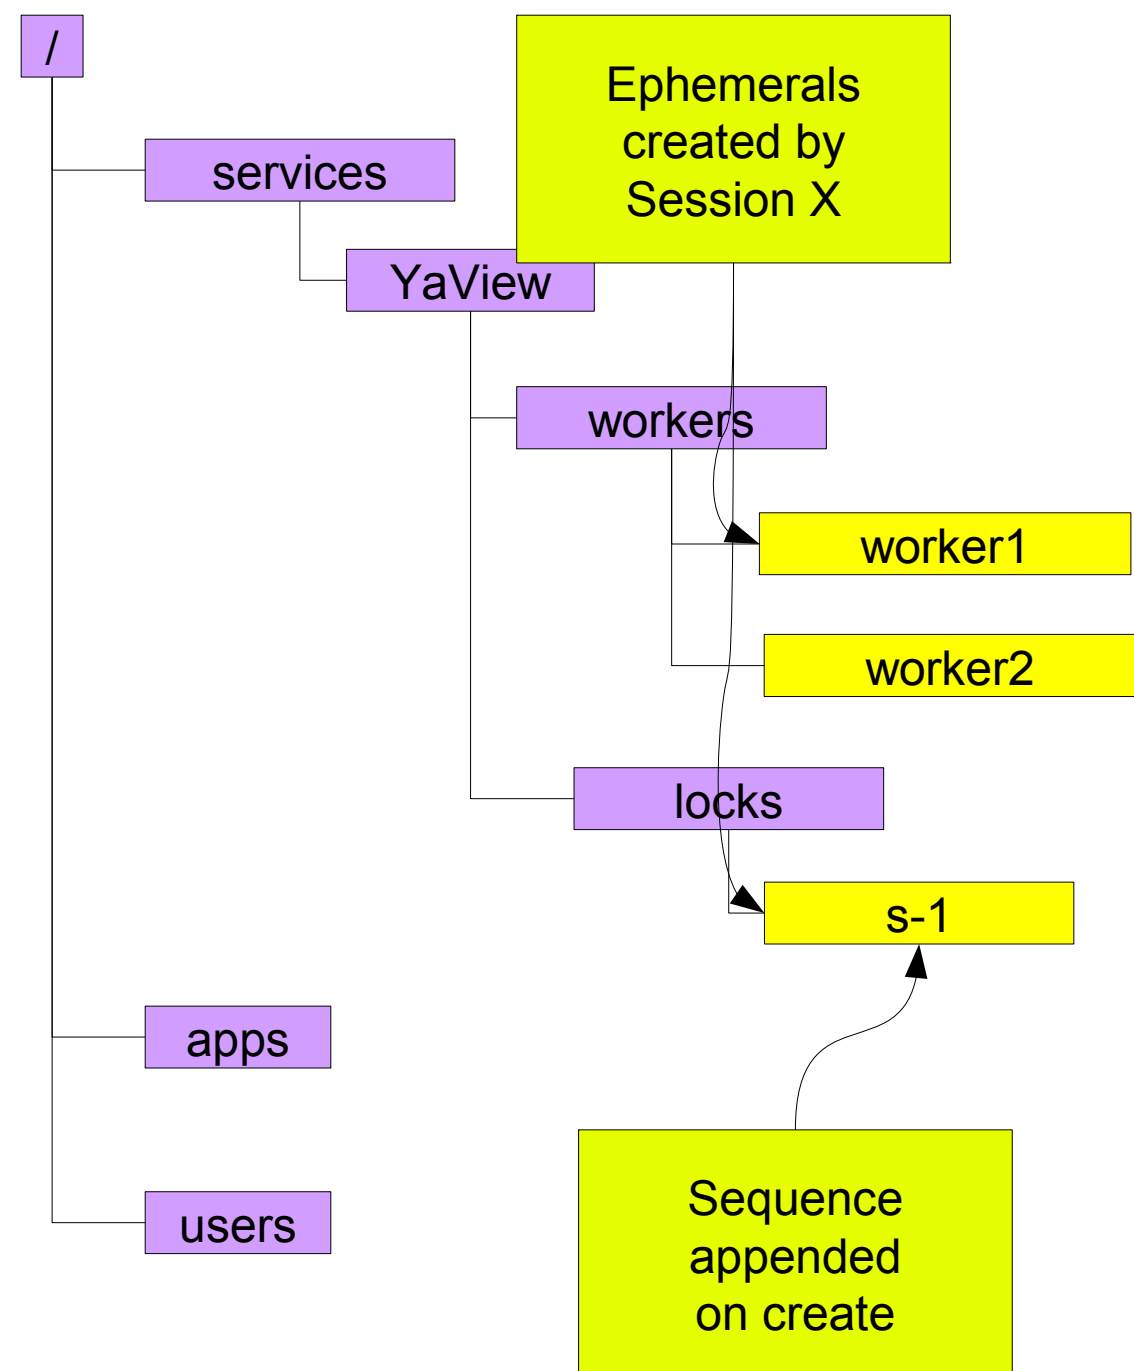 /
Ephemerals
created by
Session X
services
YaView
workers
worker1
worker2
locks
s-1
apps
users
Sequence
appended
on create